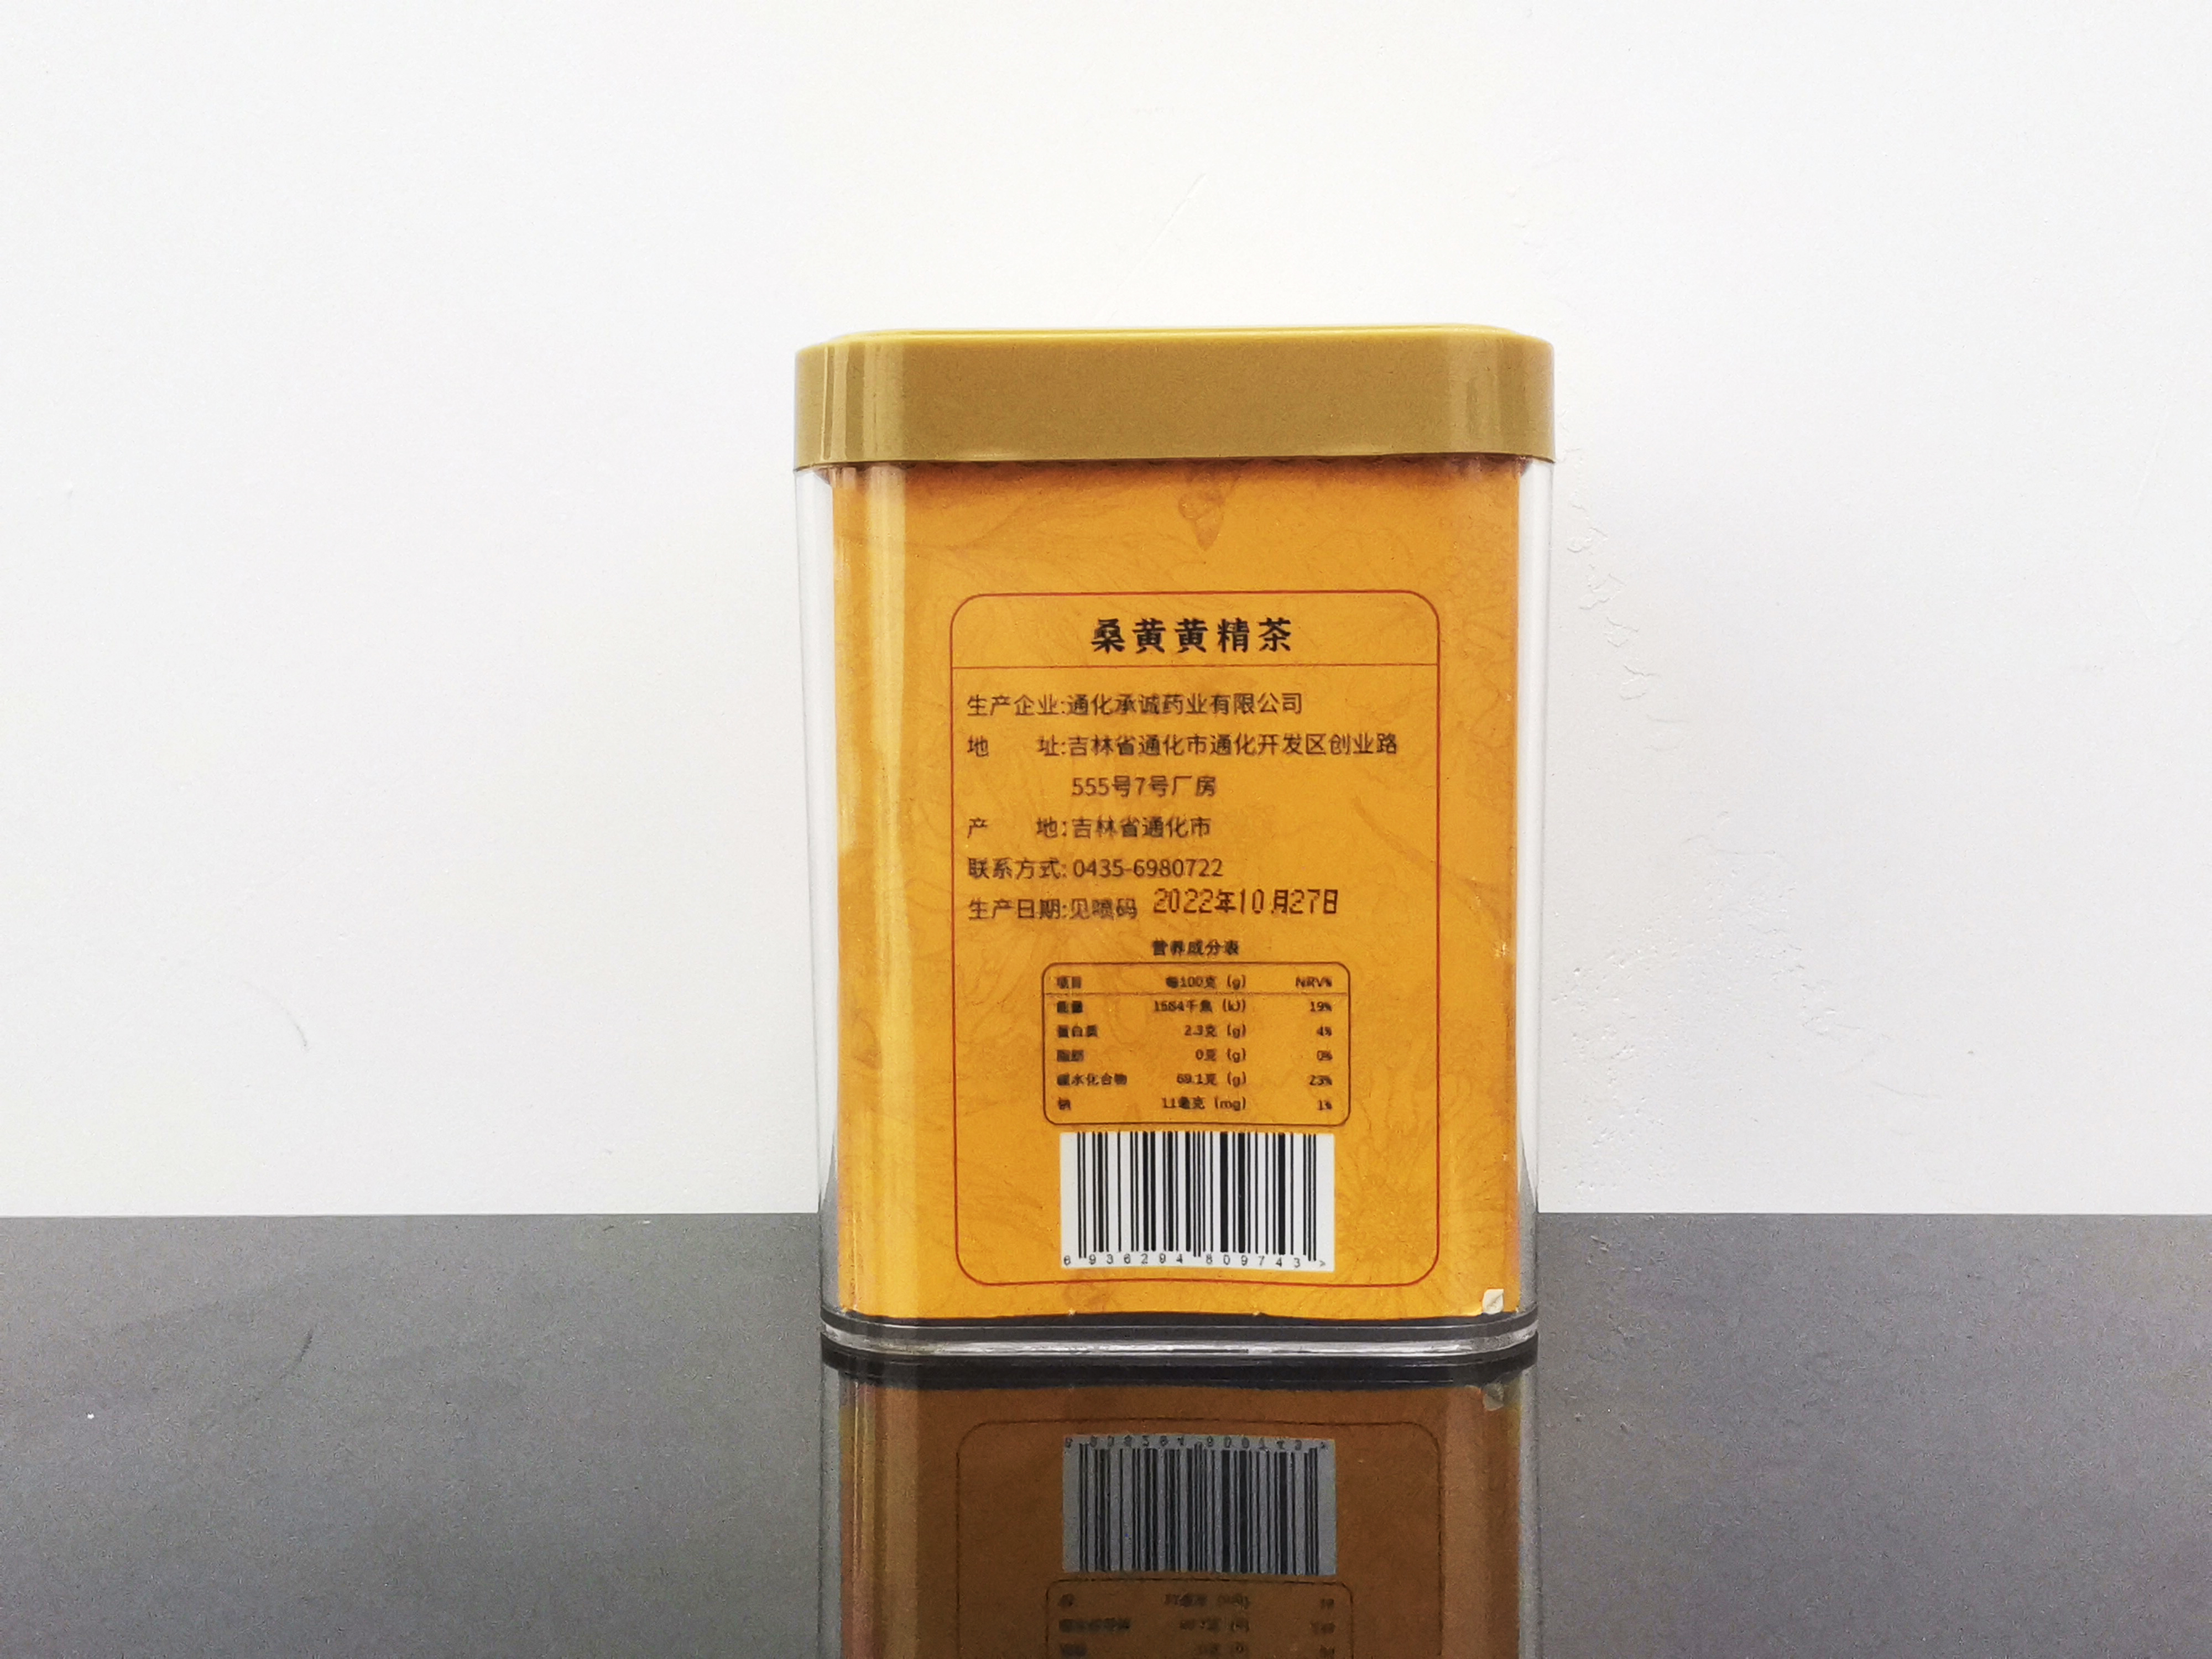 桑黄黄精茶
生产企业:通化承诚药业有限公司
地 址:吉林省通化市通化开发区创业路
555号7号厂房
产 地:吉林省通化市
联系方式: 0435-6980722
生产日期:见喷码 2022年10月27日
营养成分表
项目 每100克 (g) NRV%
能量 1584千焦 (kJ) 19%
蛋白质 2.3克 (g) 4%
脂肪 0克 (g) 0%
碳水化合物 69.1克 (g) 23%
钠 11毫克 (mg) 1%
6 936294 809743 >